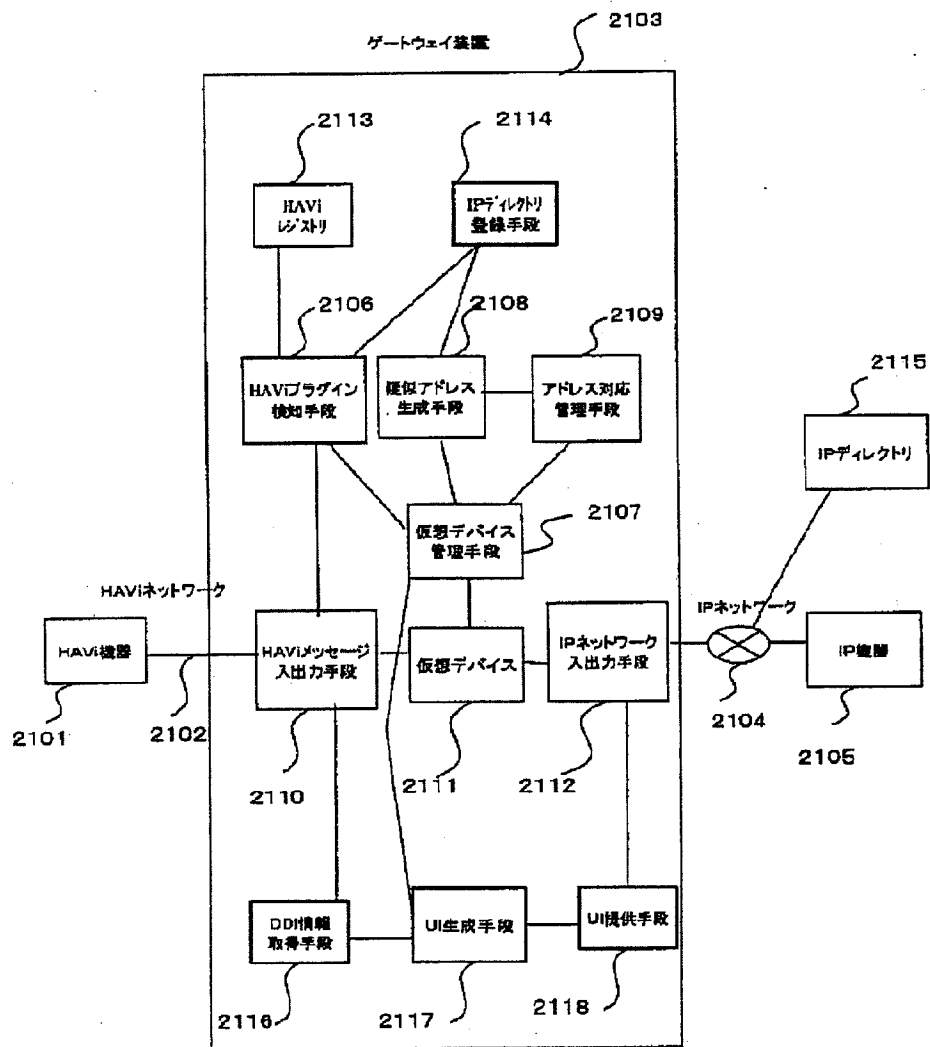 2103
ゲートウェイ装置
2113
2114
HAVi
レジストリ
IPディレクトリ
登録手段
2106
2108
2109
2115
HAViプラグイン
検知手段
疑似アドレス
生成手段
アドレス対応
管理手段
IPディレクトリ
仮想デバイス
管理手段
2107
HAViネットワーク
IPネットワーク
HAVi機器
HAViメッセージ
入出力手段
仮想デバイス
IPネットワーク
入出力手段
IP機器
2101
2102
2104
2105
2110
2111
2112
DDI情報
取得手段
UI生成手段
UI提供手段
2116
2117
2118